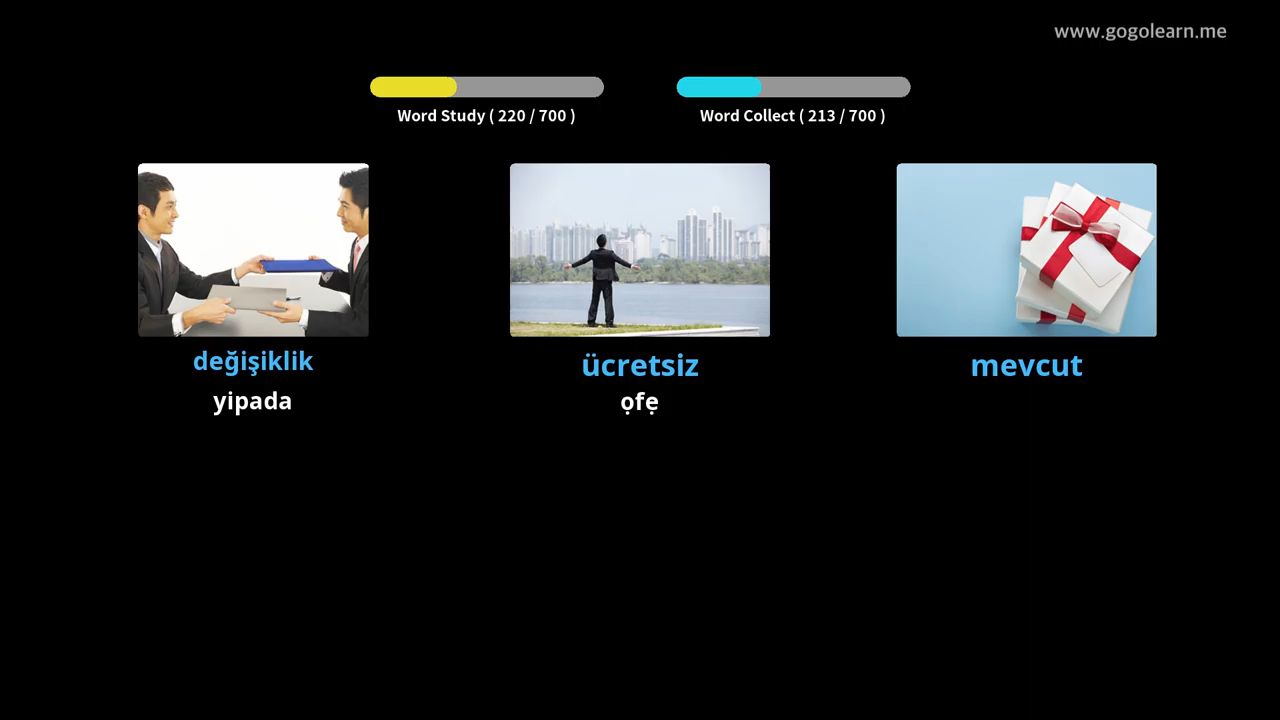 www.gogolearn.me
Word Study ( 220 / 700 )
Word Collect ( 213 / 700 )
değişiklik
yipada
ücretsiz
ọfẹ
mevcut